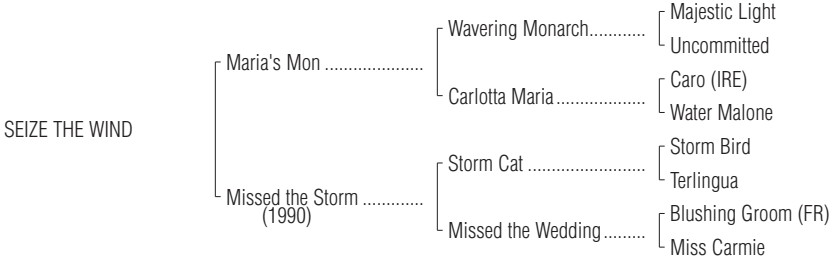 Majestic Light
Wavering Monarch............
Uncommitted
Maria's Mon .....................
Caro (IRE)
Carlotta Maria...................
Water Malone
SEIZE THE WIND
Storm Bird
Storm Cat .........................
Terlingua
Missed the Storm .............
(1990)
Blushing Groom (FR)
Missed the Wedding.........
Miss Carmie